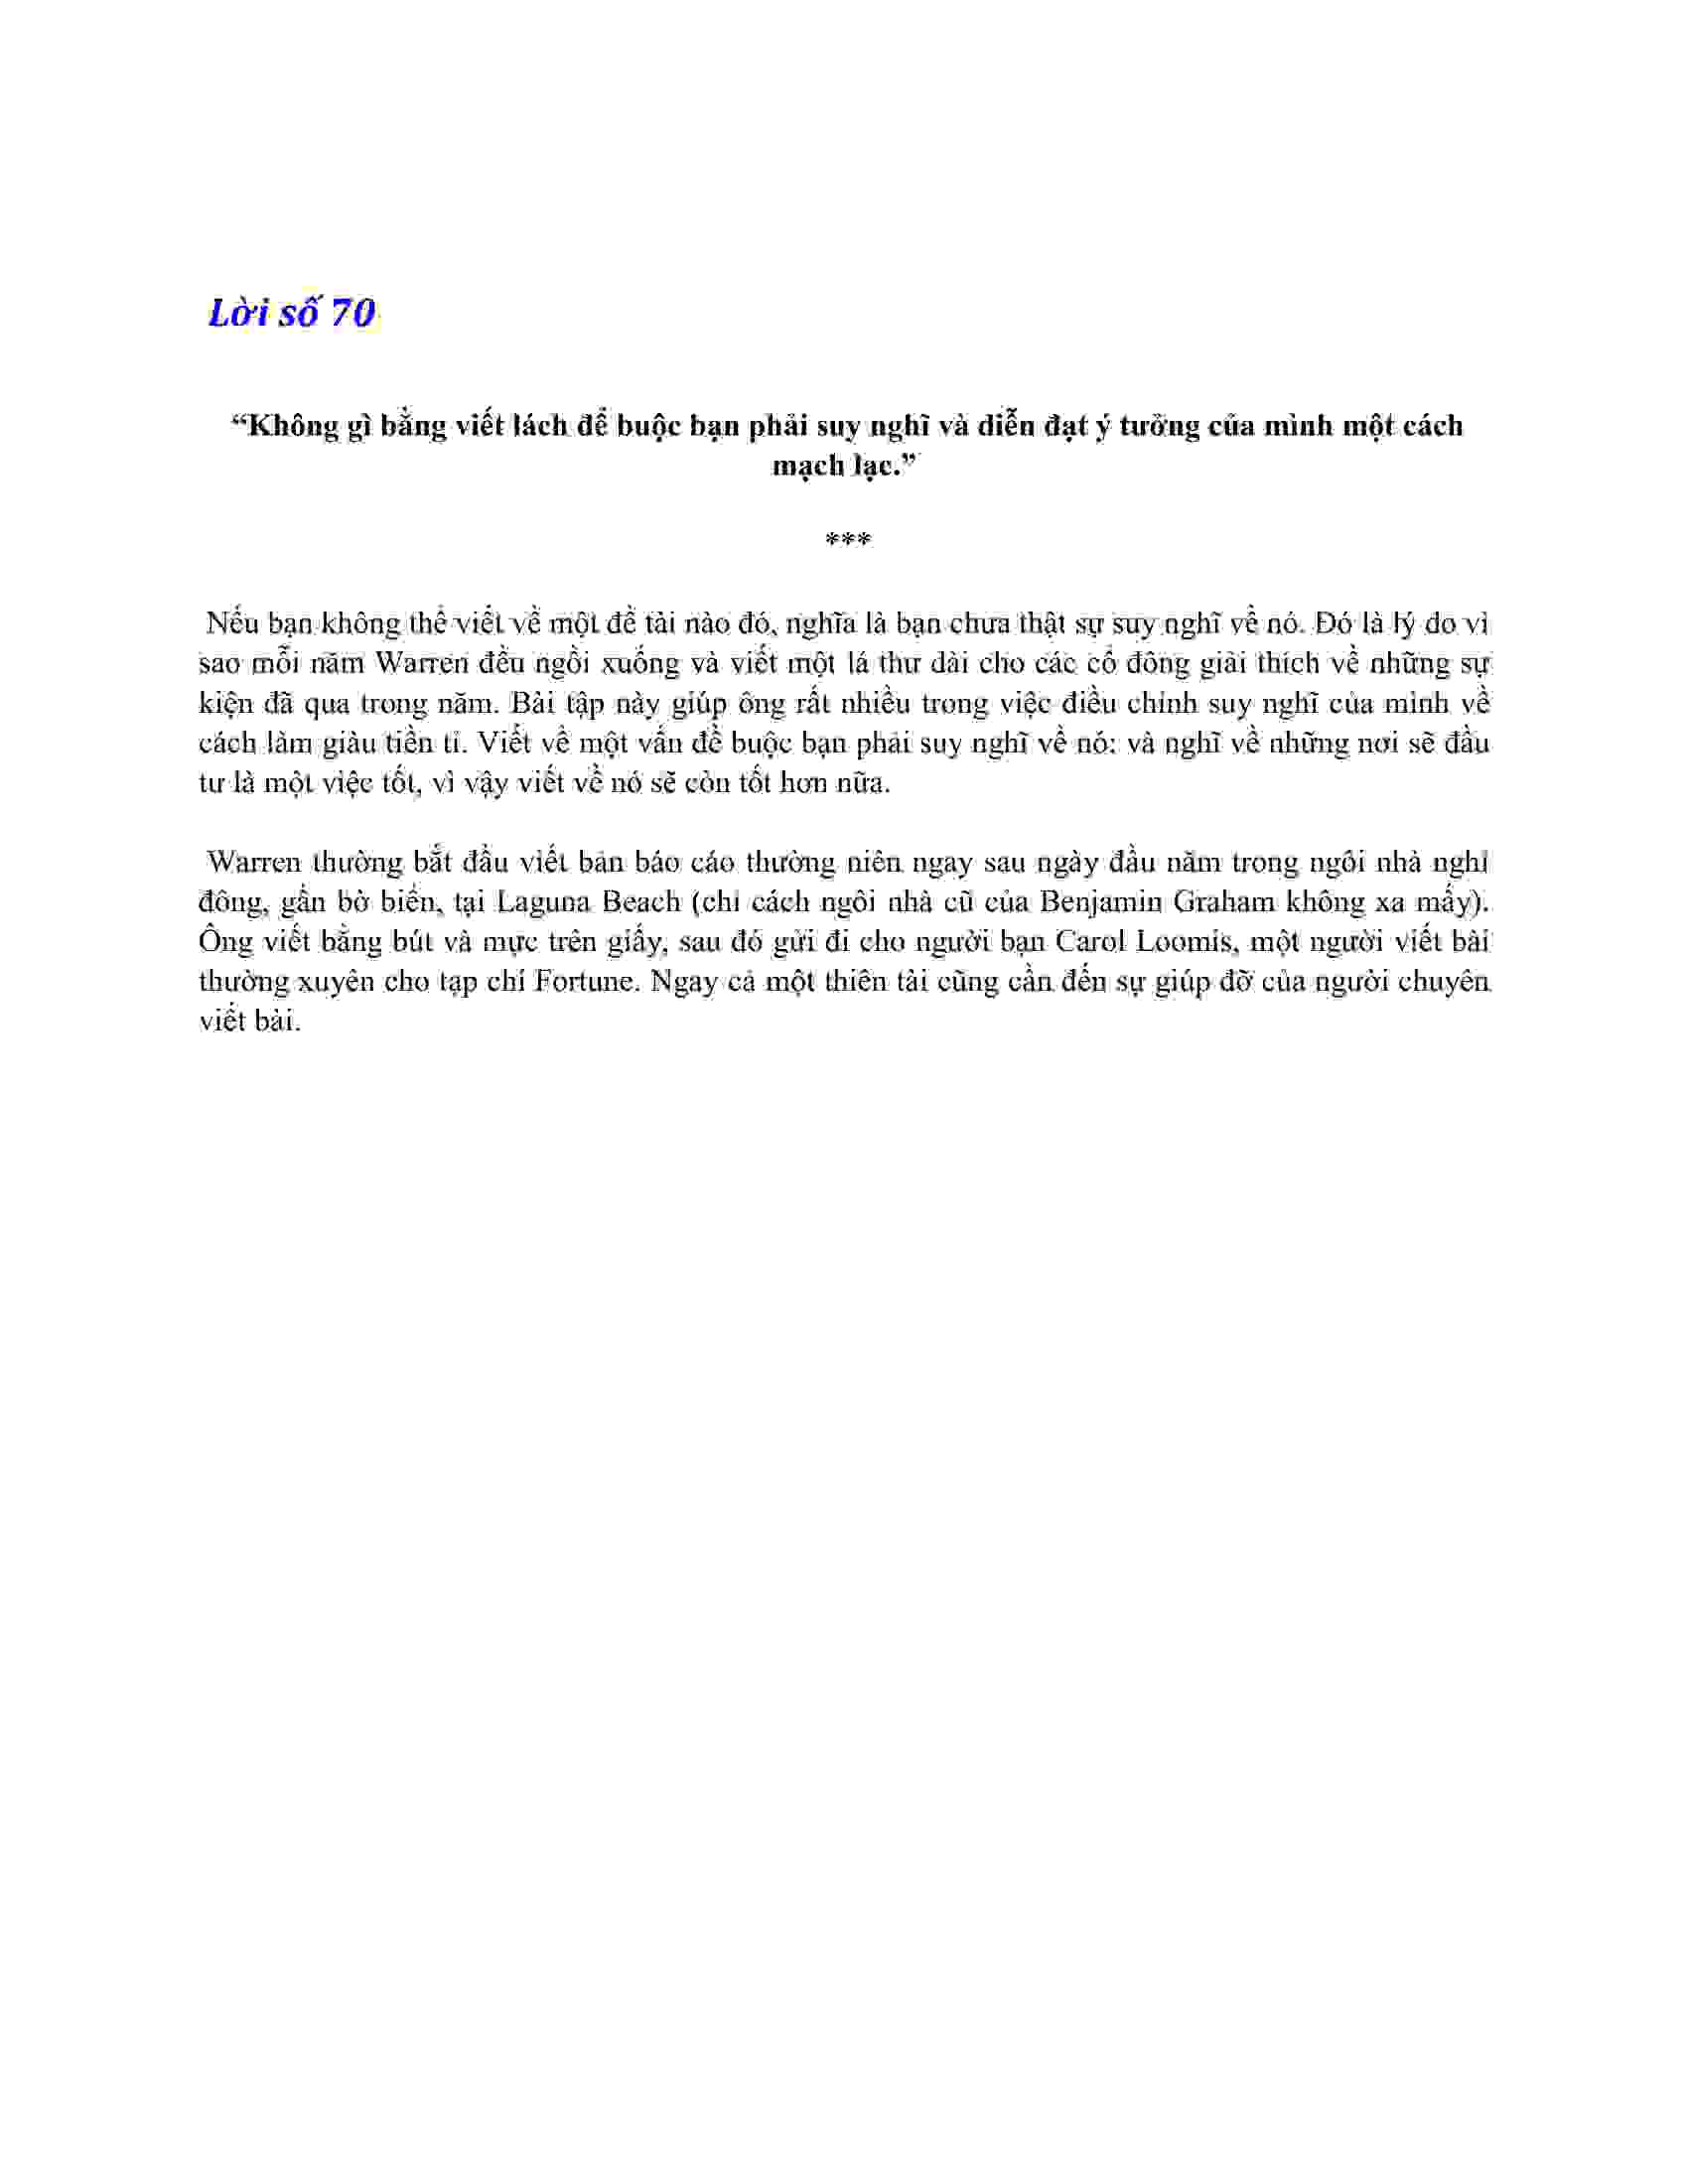 Lời số 70
“Không gì bằng viết lách để buộc bạn phải suy nghĩ và diễn đạt ý tưởng của mình một cách
mạch lạc.”
***
Nếu bạn không thể viết về một đề tài nào đó, nghĩa là bạn chưa thật sự suy nghĩ về nó. Đó là lý do vì
sao mỗi năm Warren đều ngồi xuống và viết một lá thư dài cho các cổ đông giải thích về những sự
kiện đã qua trong năm. Bài tập này giúp ông rất nhiều trong việc điều chỉnh suy nghĩ của mình về
cách làm giàu tiền tỉ. Viết về một vấn đề buộc bạn phải suy nghĩ về nó; và nghĩ về những nơi sẽ đầu
tư là một việc tốt, vì vậy viết về nó sẽ còn tốt hơn nữa.
Warren thường bắt đầu viết bản báo cáo thường niên ngay sau ngày đầu năm trong ngôi nhà nghỉ
đông, gần bờ biển, tại Laguna Beach (chỉ cách ngôi nhà cũ của Benjamin Graham không xa mấy).
Ông viết bằng bút và mực trên giấy, sau đó gửi đi cho người bạn Carol Loomis, một người viết bài
thường xuyên cho tạp chí Fortune. Ngay cả một thiên tài cũng cần đến sự giúp đỡ của người chuyên
viết bài.